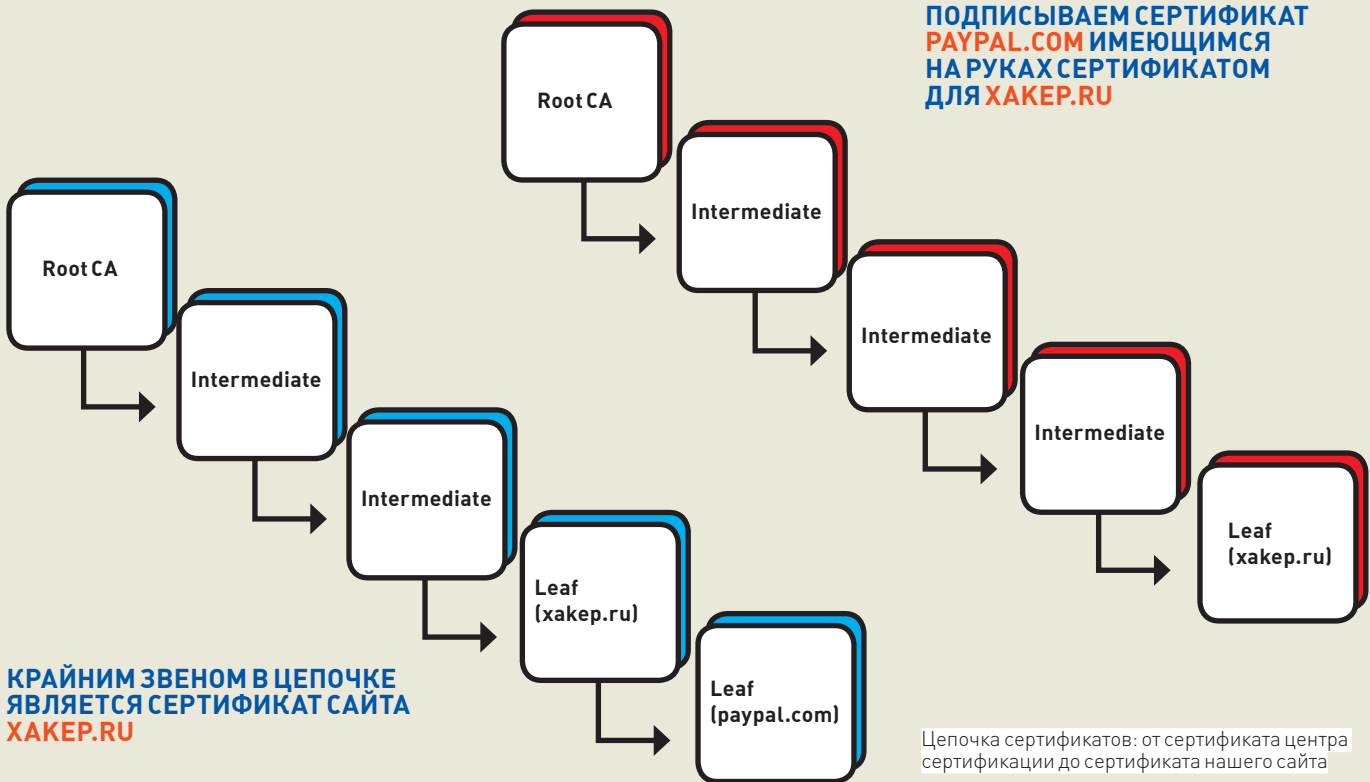 ПОДПИСЫВАЕМ СЕРТИФИКАТ
PAYPAL.COM ИМЕЮЩИМСЯ
НА РУКАХ СЕРТИФИКАТОМ
ДЛЯ XAKEP.RU
Root CA
Intermediate
Intermediate
Intermediate
Leaf
(xakep.ru)
Root CA
Intermediate
Intermediate
Leaf
(xakep.ru)
Leaf
(paypal.com)
КРАЙНИМ ЗВЕНОМ В ЦЕПОЧКЕ
ЯВЛЯЕТСЯ СЕРТИФИКАТ САЙТА
XAKEP.RU
Цепочка сертификатов: от сертификата центра
сертификации до сертификата нашего сайта